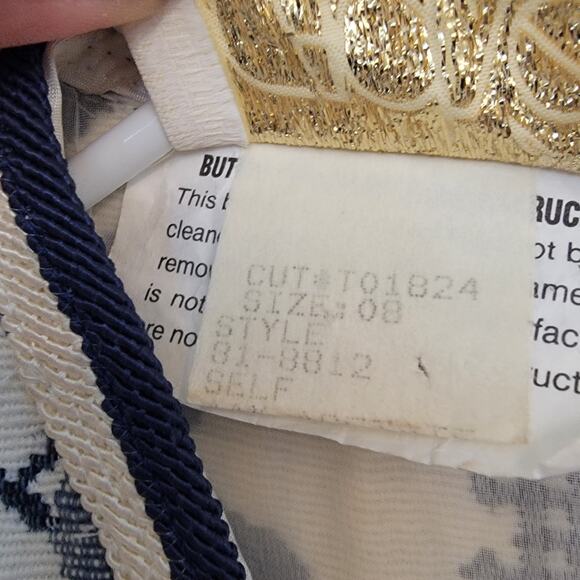 BUT
This
clean
remo
is not
re no
CUT#T01824
SIZE:08
STYLE
81-8812
SELF
RUC
ot b
ame
fac
uct